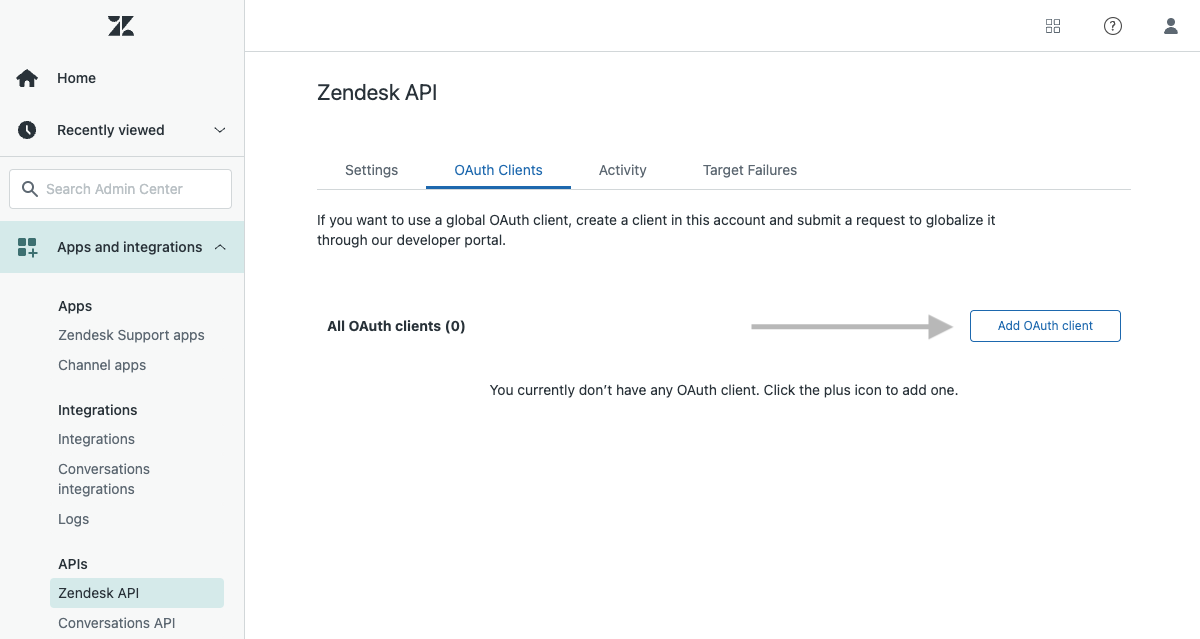 Home
Recently viewed
Search Admin Center
Apps and integrations
Apps
Zendesk Support apps
Channel apps
Integrations
Integrations
Conversations
integrations
Logs
APIs
Zendesk API
Conversations API
Zendesk API
Settings
OAuth Clients
Activity
Target Failures
If you want to use a global OAuth client, create a client in this account and submit a request to globalize it
through our developer portal.
All OAuth clients (0)
Add OAuth client
You currently don’t have any OAuth client. Click the plus icon to add one.